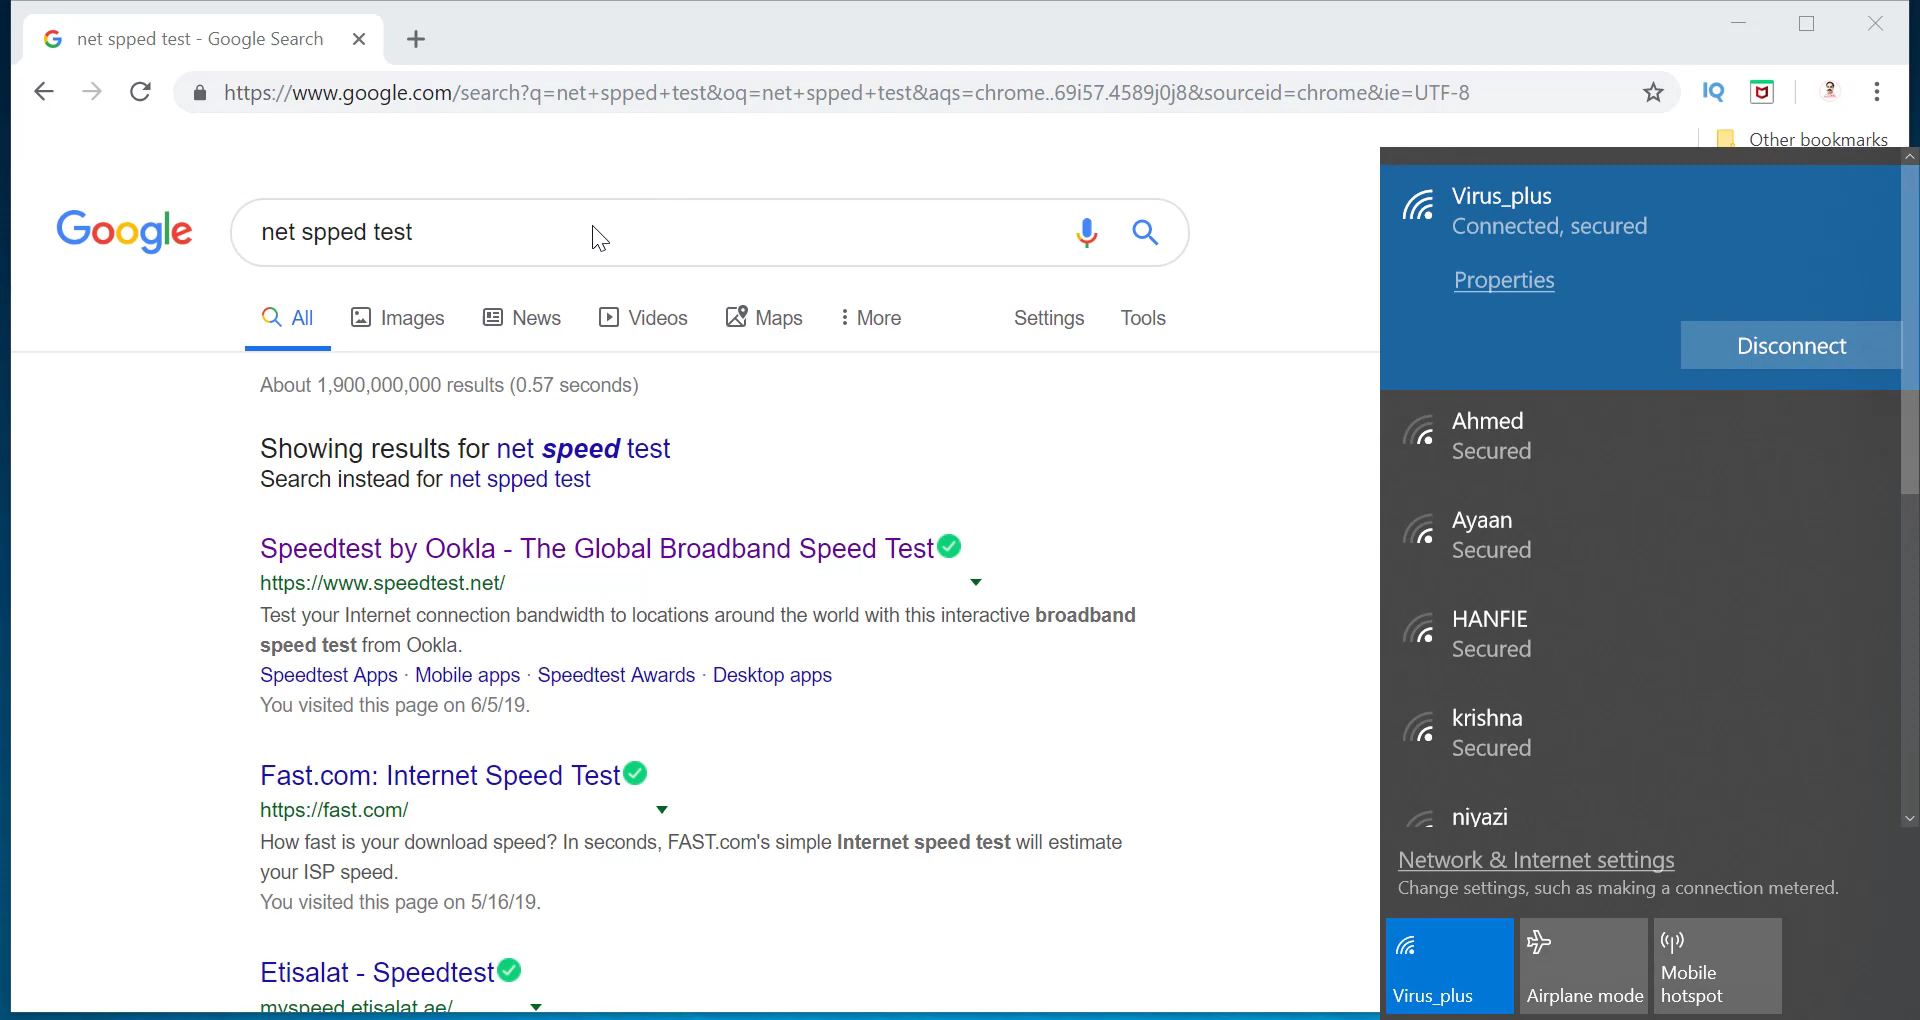 net spped test - Google Search
https://www.google.com/search?q=net+spped+test&oq=net+spped+test&aqs=chrome..69i57.4589j0j8&sourceid=chrome&ie=UTF-8
IQ
Other bookmarks
Google
net spped test
All Images News Videos Maps More Settings Tools
About 1,900,000,000 results (0.57 seconds)
Showing results for net speed test
Search instead for net spped test
Speedtest by Ookla - The Global Broadband Speed Test
https://www.speedtest.net/
Test your Internet connection bandwidth to locations around the world with this interactive broadband
speed test from Ookla.
Speedtest Apps · Mobile apps · Speedtest Awards · Desktop apps
You visited this page on 6/5/19.
Fast.com: Internet Speed Test
https://fast.com/
How fast is your download speed? In seconds, FAST.com's simple Internet speed test will estimate
your ISP speed.
You visited this page on 5/16/19.
Etisalat - Speedtest
myspeed.etisalat.ae/
Virus_plus
Connected, secured
Properties
Disconnect
Ahmed
Secured
Ayaan
Secured
HANFIE
Secured
krishna
Secured
niyazi
Network & Internet settings
Change settings, such as making a connection metered.
Virus_plus
Airplane mode
Mobile
hotspot